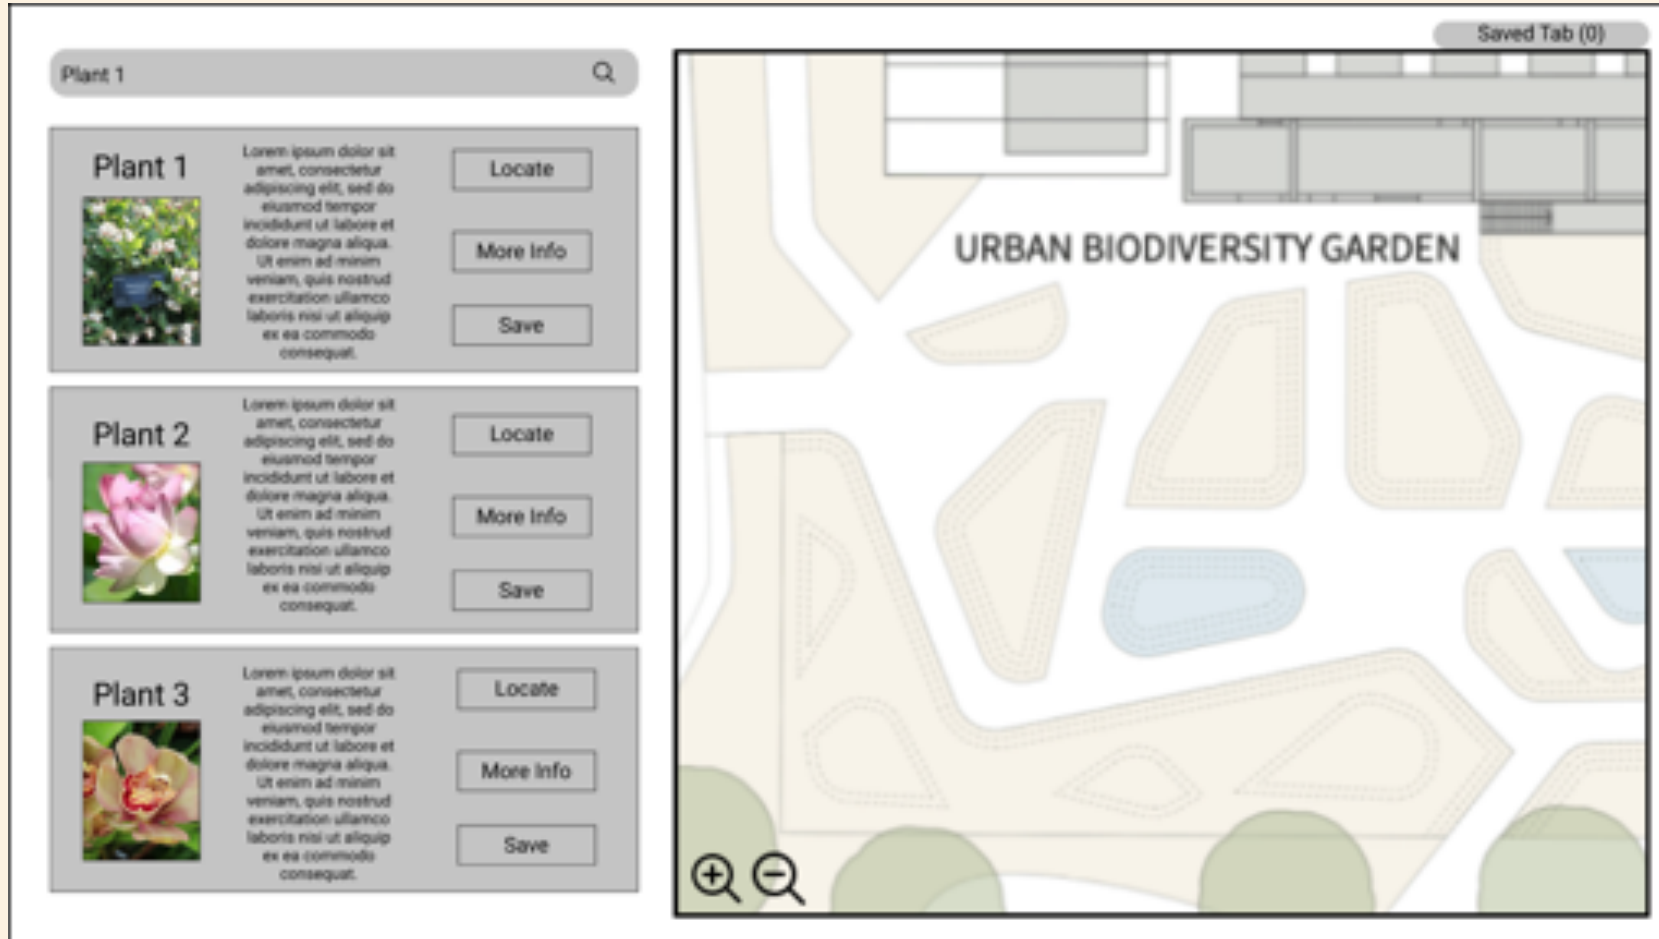 Saved Tab (0)
Plant 1
Plant 1
Lorem ipsum dolor sit
amet, consectetur
adipiscing elit, sed do
eiusmod tempor
incididunt ut labore et
dolore magna aliqua.
Ut enim ad minim
veniam, quis nostrud
exercitation ullamco
laboris nisi ut aliquip
ex ea commodo
consequat.
Locate
More Info
Save
Plant 2
Lorem ipsum dolor sit
amet, consectetur
adipiscing elit, sed do
eiusmod tempor
incididunt ut labore et
dolore magna aliqua.
Ut enim ad minim
veniam, quis nostrud
exercitation ullamco
laboris nisi ut aliquip
ex ea commodo
consequat.
Locate
More Info
Save
Plant 3
Lorem ipsum dolor sit
amet, consectetur
adipiscing elit, sed do
eiusmod tempor
incididunt ut labore et
dolore magna aliqua.
Ut enim ad minim
veniam, quis nostrud
exercitation ullamco
laboris nisi ut aliquip
ex ea commodo
consequat.
Locate
More Info
Save
URBAN BIODIVERSITY GARDEN